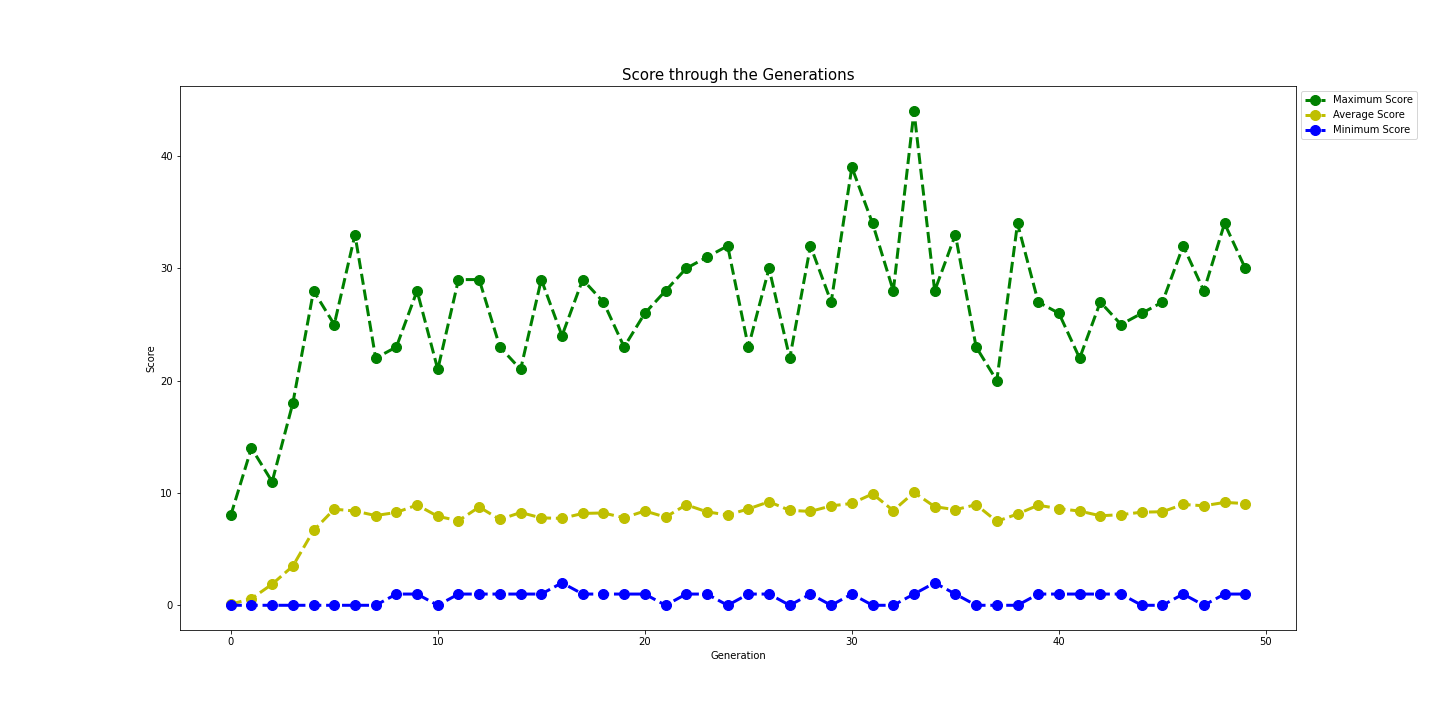 Score through the Generations
Maximum Score
Average Score
Minimum Score
40
30
20
10
0
Score
0 10 20 30 40 50
Generation